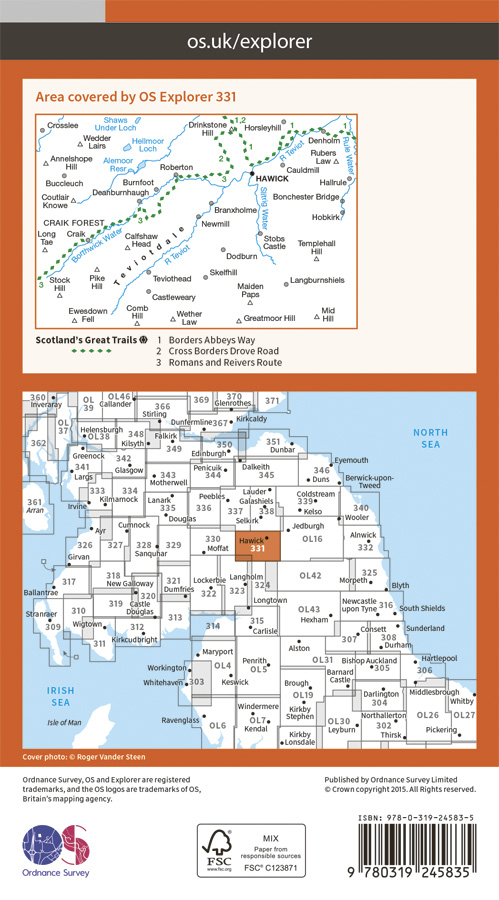 os.uk/explorer
Area covered by OS Explorer 331
Crosslee
Shaws
Under Loch
Drinkstone
Hill
1,2
Horsleyhill
1
1
Wedder
Lairs
Hellmoor
Loch
Denholm
Rule Water
Annelshope
Hill
Alemoor
Resr
Roberton
2
1
R Teviot
Rubers
Law
Buccleuch
Burnfoot
3
Cauldmill
HAWICK
Hallrule
Coutlair
Knowe
Deanburnhaugh
Bonchester Bridge
Branxholme
Slitrig Water
Hobkirk
CRAIK FOREST
3
Newmill
Long
Tae
Craik
Calfshaw
Head
Stobs
Castle
Templehall
Hill
Borthwick Water
Teviotdale
R Teviot
Dodburn
3
Stock
Hill
Pike
Hill
Teviothead
Skelfhill
Langburnshiels
Castleweary
Maiden
Paps
Ewesdown
Fell
Comb
Hill
Wether
Law
Greatmoor Hill
Mid
Hill
Scotland's Great Trails
1 Borders Abbeys Way
2 Cross Borders Drove Road
3 Romans and Reivers Route
360
Inveraray
OL
39
OL46
Callander
366
Stirling
369
370
Glenrothes
371
OL
37
Helensburgh
OL38
348
Kilsyth
Falkirk
349
Dunfermline
367
Kirkcaldy
NORTH
SEA
362
Greenock
342
Glasgow
Edinburgh
350
351
Dunbar
341
Largs
343
Motherwell
Penicuik
344
Dalkeith
345
346
Duns
Eyemouth
Berwick-upon-
Tweed
361
Arran
333
Irvine
Kilmarnock
334
Lanark
335
Peebles
336
Lauder
Galashiels
337
338
Selkirk
Coldstream
339
Kelso
340
Wooler
Ayr
326
Cumnock
327
328
Sanquhar
Douglas
329
330
Moffat
Hawick
331
Jedburgh
OL16
Alnwick
332
Girvan
317
Ballantrae
318
New Galloway
319
320
Castle
Douglas
321
Dumfries
Lockerbie
322
Langholm
323
324
OL42
325
Morpeth
Blyth
Stranraer
309
310
Wigtown
311
312
Kirkcudbright
313
314
Longtown
315
Carlisle
OL43
Hexham
Newcastle
upon Tyne
316
South Shields
Sunderland
Maryport
Alston
307
Consett
308
Durham
IRISH
SEA
Workington
Whitehaven
303
OL4
Keswick
Penrith
OL5
OL31
Bishop Auckland
305
Hartlepool
306
Isle of Man
Brough
OL19
Barnard
Castle
Darlington
304
Middlesbrough
Whitby
Ravenglass
OL6
Windermere
OL7
Kendal
Kirkby
Stephen
Kirkby
Lonsdale
OL30
Leyburn
Northallerton
302
Thirsk
OL26
OL27
Pickering
Cover photo: © Roger Vander Steen
Ordnance Survey, OS and Explorer are registered
trademarks, and the OS logos are trademarks of OS,
Britain's mapping agency.
Published by Ordnance Survey Limited
© Crown copyright 2015. All Rights reserved.
OS
Ordnance Survey
FSC
www.fsc.org
MIX
Paper from
responsible sources
FSC® C123871
ISBN: 978-0-319-24583-5
9 780319 245835